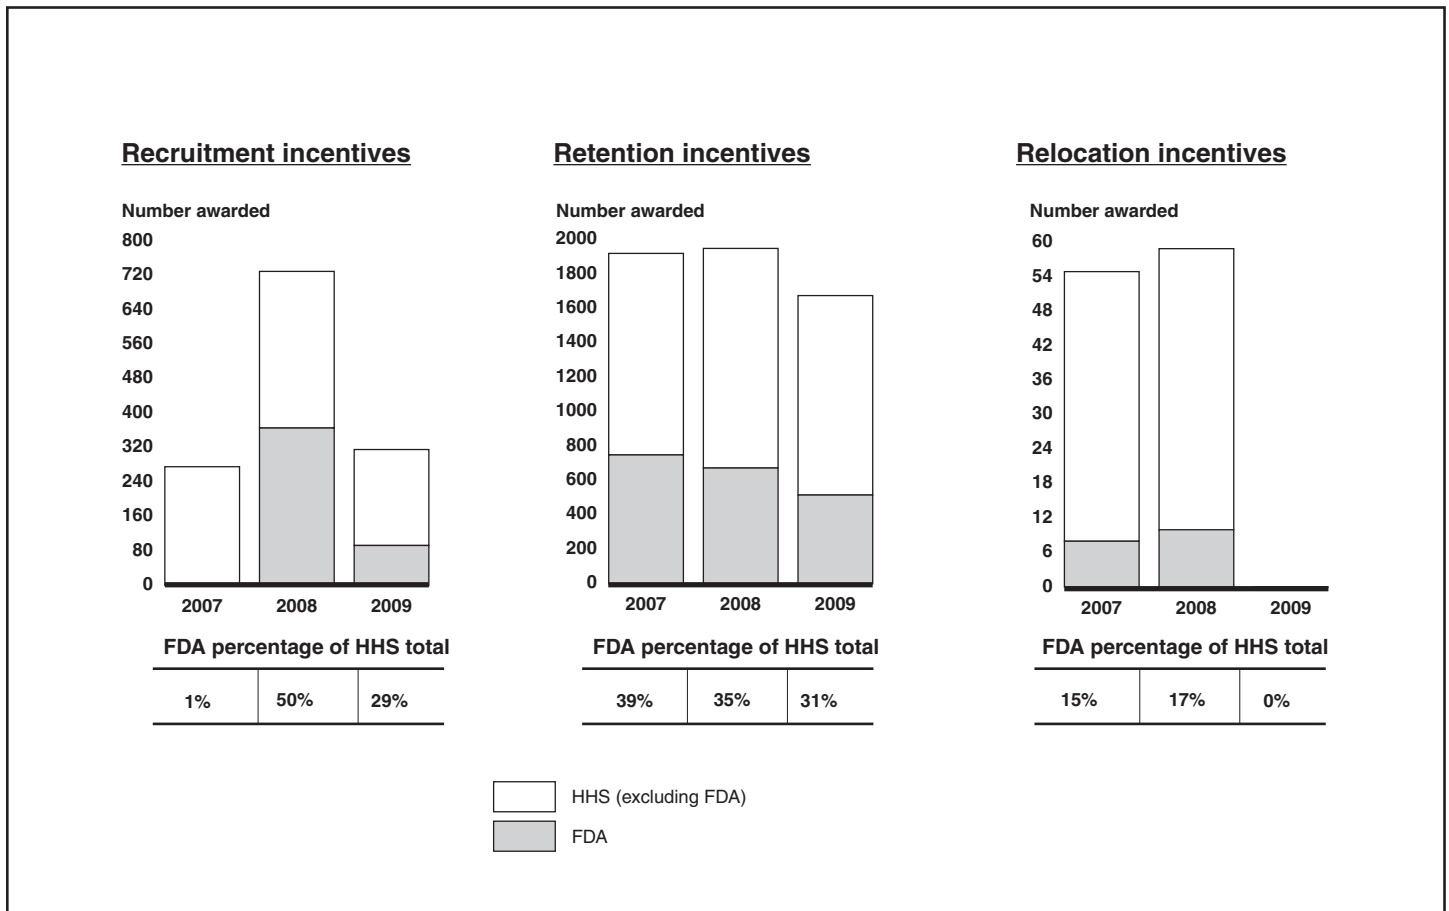 Recruitment incentives
Number awarded
800
720
640
560
480
400
320
240
160
80
0
2007 2008 2009
FDA percentage of HHS total
1% 50% 29%
Retention incentives
Number awarded
2000
1800
1600
1400
1200
1000
800
600
400
200
0
2007 2008 2009
FDA percentage of HHS total
39% 35% 31%
Relocation incentives
Number awarded
60
54
48
42
36
30
24
18
12
6
0
2007 2008 2009
FDA percentage of HHS total
15% 17% 0%
HHS (excluding FDA)
FDA